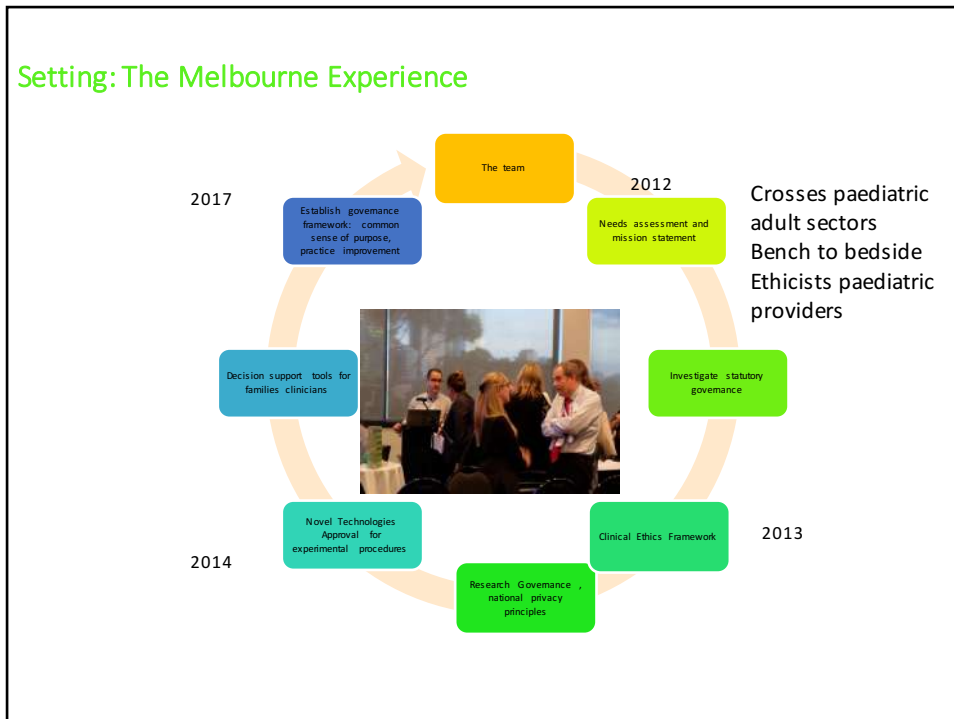 Setting: The Melbourne Experience
The team
2012
Needs assessment and
mission statement
Crosses paediatric
adult sectors
Bench to bedside
Ethicists paediatric
providers
Investigate statutory
governance
2013
Clinical Ethics Framework
Research Governance ,
national privacy
principles
2014
Novel Technologies
Approval for
experimental procedures
Decision support tools for
families clinicians
2017
Establish governance
framework: common
sense of purpose,
practice improvement